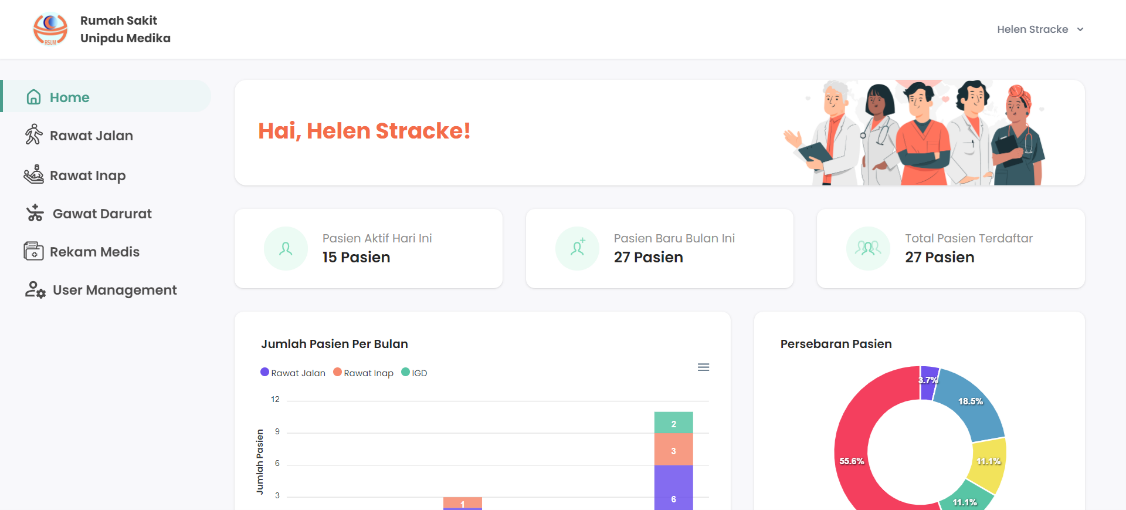 Rumah Sakit
Unipdu Medika
Helen Stracke
Home
Rawat Jalan
Rawat Inap
Gawat Darurat
Rekam Medis
User Management
Hai, Helen Stracke!
Pasien Aktif Hari Ini
15 Pasien
Pasien Baru Bulan Ini
27 Pasien
Total Pasien Terdaftar
27 Pasien
Jumlah Pasien Per Bulan
Rawat Jalan Rawat Inap IGD
Jumlah Pasien
12
9
6
3
2
3
6
1
Persebaran Pasien
3.7%
18.5%
11.1%
11.1%
55.6%